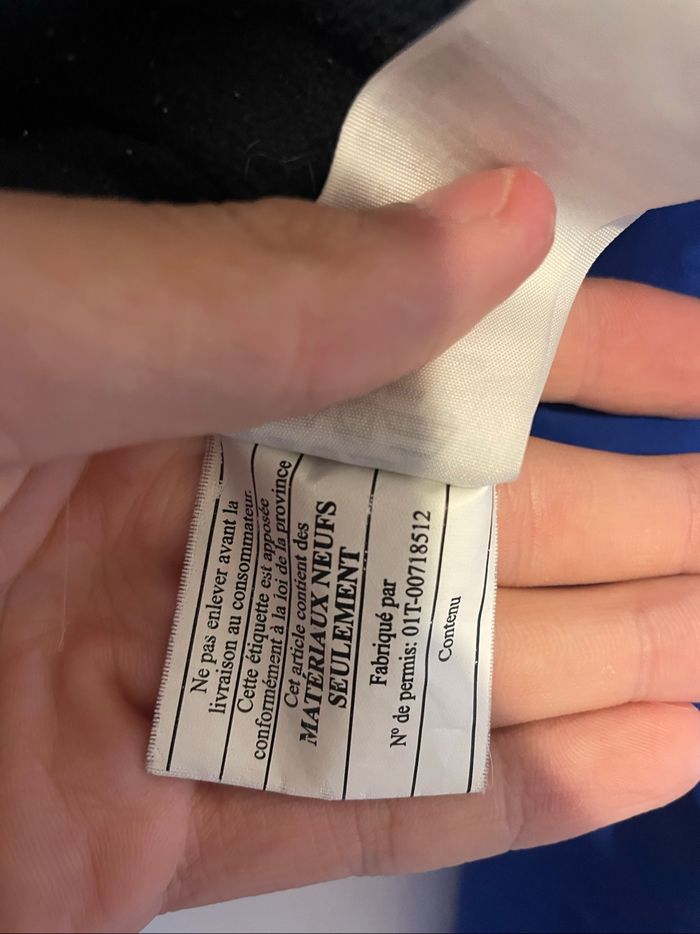 Ne pas enlever avant la
livraison au consommateur.
Cette étiquette est apposée
conformément à la loi de la province
Cet article contient des
MATÉRIAUX NEUFS
SEULEMENT
Fabriqué par
Nº de permis: 01T-00718512
Contenu